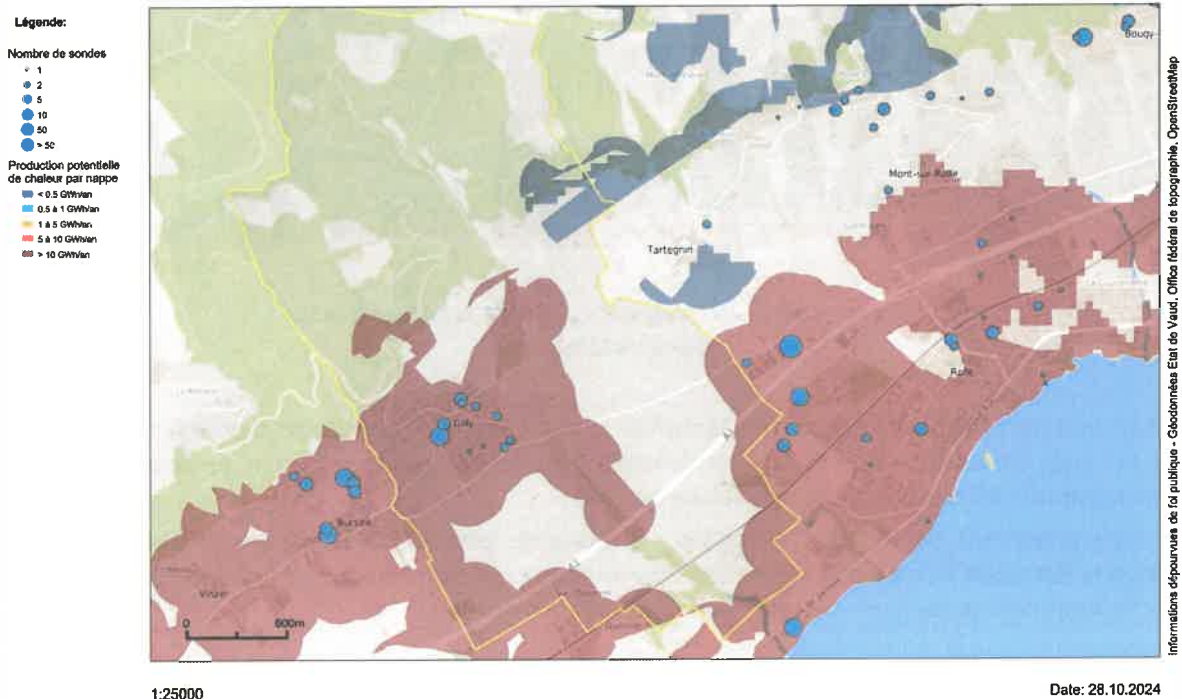 Légende:
Nombre de sondes
1
2
5
10
50
> 50
Production potentielle
de chaleur par nappe
< 0.5 GWh/an
0.5 à 1 GWh/an
1 à 5 GWh/an
5 à 10 GWh/an
> 10 GWh/an
Bougy
Mont-sur-Rolle
Tartegnin
Rolle
Gilly
Bursins
Vinzel
0 600m
1:25000
Date: 28.10.2024
Informations dépourvues de foi publique - Géodonnées Etat de Vaud, Office fédéral de topographie, OpenStreetMap